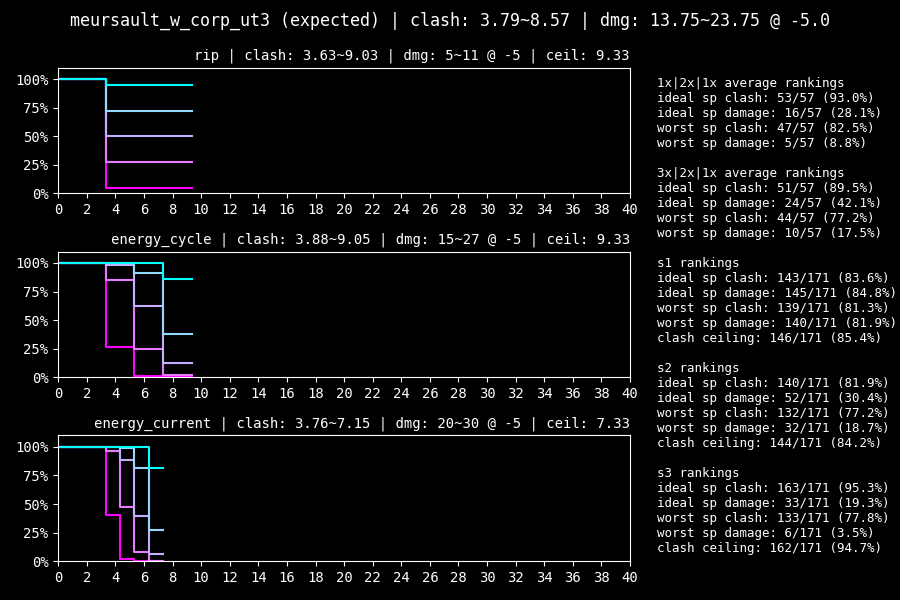 meursault_w_corp_ut3 (expected) | clash: 3.79~8.57 | dmg: 13.75~23.75 @ -5.0
rip | clash: 3.63~9.03 | dmg: 5~11 @ -5 | ceil: 9.33
100%
75%
50%
25%
0%
0 2 4 6 8 10 12 14 16 18 20 22 24 26 28 30 32 34 36 38 40
energy_cycle | clash: 3.88~9.05 | dmg: 15~27 @ -5 | ceil: 9.33
100%
75%
50%
25%
0%
0 2 4 6 8 10 12 14 16 18 20 22 24 26 28 30 32 34 36 38 40
energy_current | clash: 3.76~7.15 | dmg: 20~30 @ -5 | ceil: 7.33
100%
75%
50%
25%
0%
0 2 4 6 8 10 12 14 16 18 20 22 24 26 28 30 32 34 36 38 40
1x|2x|1x average rankings
ideal sp clash: 53/57 (93.0%)
ideal sp damage: 16/57 (28.1%)
worst sp clash: 47/57 (82.5%)
worst sp damage: 5/57 (8.8%)
3x|2x|1x average rankings
ideal sp clash: 51/57 (89.5%)
ideal sp damage: 24/57 (42.1%)
worst sp clash: 44/57 (77.2%)
worst sp damage: 10/57 (17.5%)
s1 rankings
ideal sp clash: 143/171 (83.6%)
ideal sp damage: 145/171 (84.8%)
worst sp clash: 139/171 (81.3%)
worst sp damage: 140/171 (81.9%)
clash ceiling: 146/171 (85.4%)
s2 rankings
ideal sp clash: 140/171 (81.9%)
ideal sp damage: 52/171 (30.4%)
worst sp clash: 132/171 (77.2%)
worst sp damage: 32/171 (18.7%)
clash ceiling: 144/171 (84.2%)
s3 rankings
ideal sp clash: 163/171 (95.3%)
ideal sp damage: 33/171 (19.3%)
worst sp clash: 133/171 (77.8%)
worst sp damage: 6/171 (3.5%)
clash ceiling: 162/171 (94.7%)